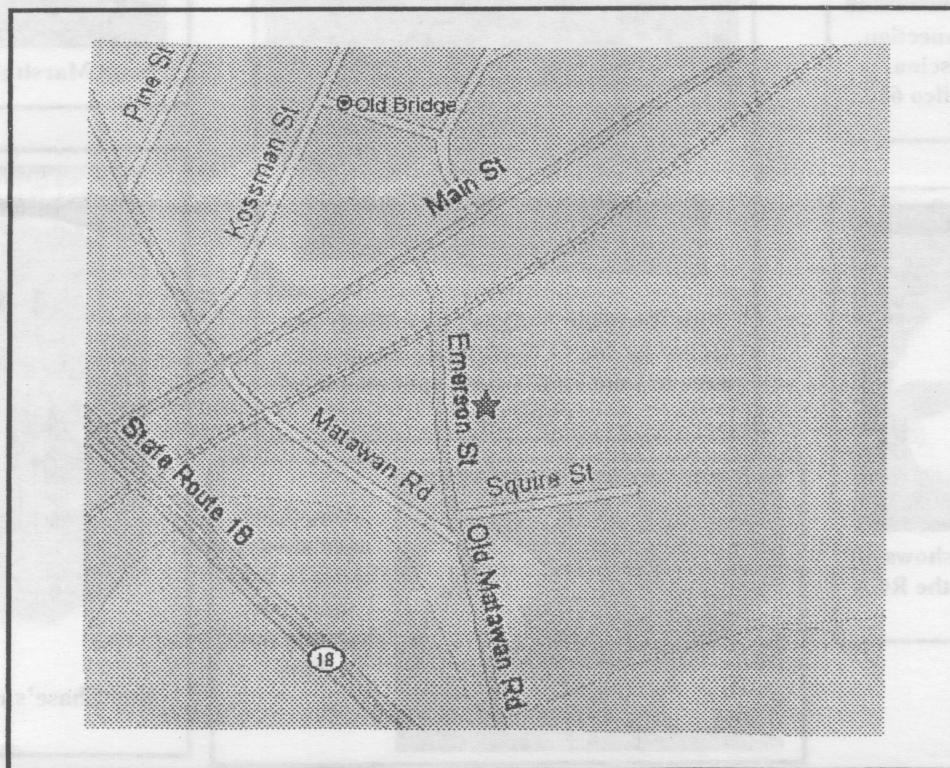 Pine St
Kossman St
Old Bridge
Main St
Emerson St
Matawan Rd
Squire St
State Route 18
Old Matawan Rd
18